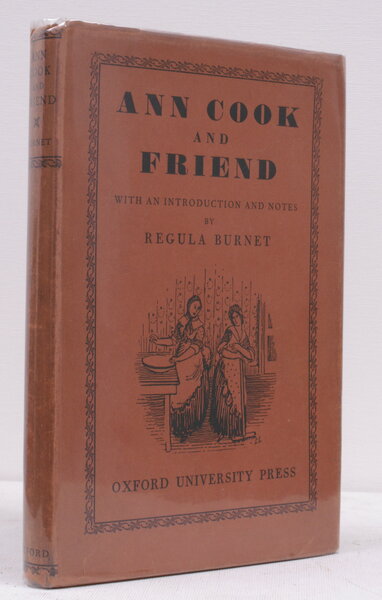 ANN COOK
AND
FRIEND
WITH AN INTRODUCTION AND NOTES
BY
REGULA BURNET
OXFORD UNIVERSITY PRESS
ANN
COOK
AND
FRIEND